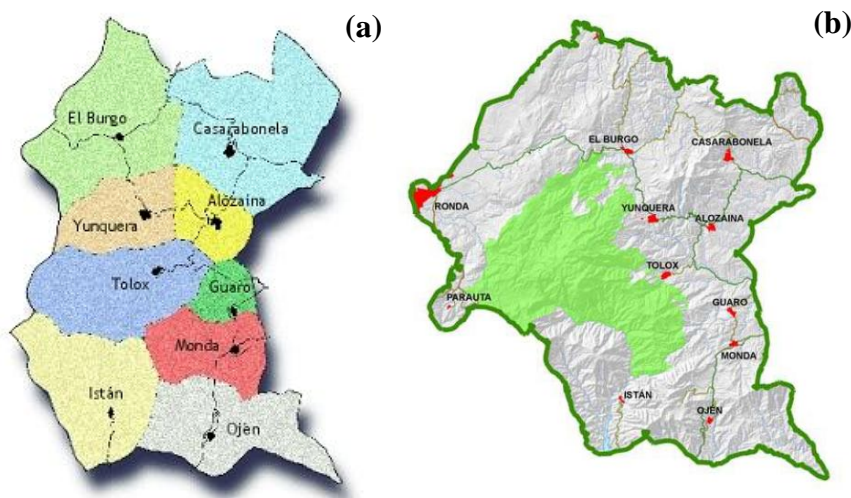 (a)
El Burgo
Casarabonela
Alozaina
Yunquera
Tolox
Guaro
Monda
Istán
Ojén
(b)
EL BURGO
CASARABONELA
RONDA
YUNQUERA
ALOZAINA
TOLOX
PARAUTA
GUARO
MONDA
ISTÁN
OJÉN